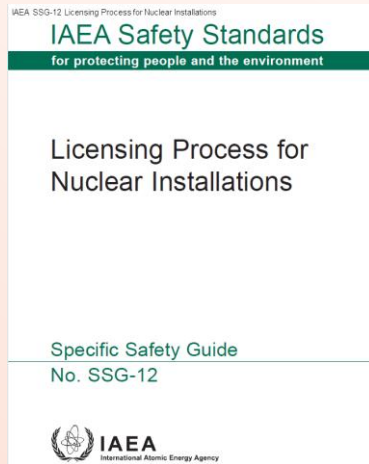 IAEA SSG-12 Licensing Process for Nuclear Installations
IAEA Safety Standards
for protecting people and the environment
Licensing Process for
Nuclear Installations
Specific Safety Guide
No. SSG-12
IAEA
International Atomic Energy Agency